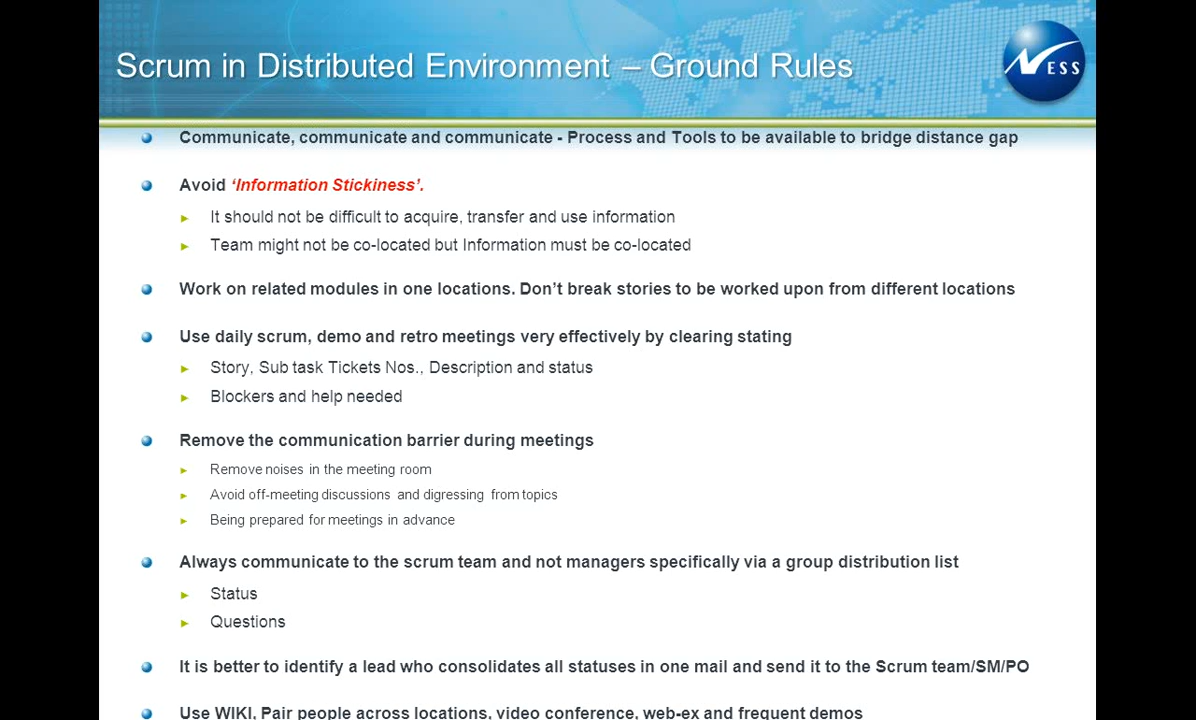 Scrum in Distributed Environment – Ground Rules
NESS
Communicate, communicate and communicate - Process and Tools to be available to bridge distance gap
Avoid ‘Information Stickiness’.
It should not be difficult to acquire, transfer and use information
Team might not be co-located but Information must be co-located
Work on related modules in one locations. Don’t break stories to be worked upon from different locations
Use daily scrum, demo and retro meetings very effectively by clearing stating
Story, Sub task Tickets Nos., Description and status
Blockers and help needed
Remove the communication barrier during meetings
Remove noises in the meeting room
Avoid off-meeting discussions and digressing from topics
Being prepared for meetings in advance
Always communicate to the scrum team and not managers specifically via a group distribution list
Status
Questions
It is better to identify a lead who consolidates all statuses in one mail and send it to the Scrum team/SM/PO
Use WIKI, Pair people across locations, video conference, web-ex and frequent demos